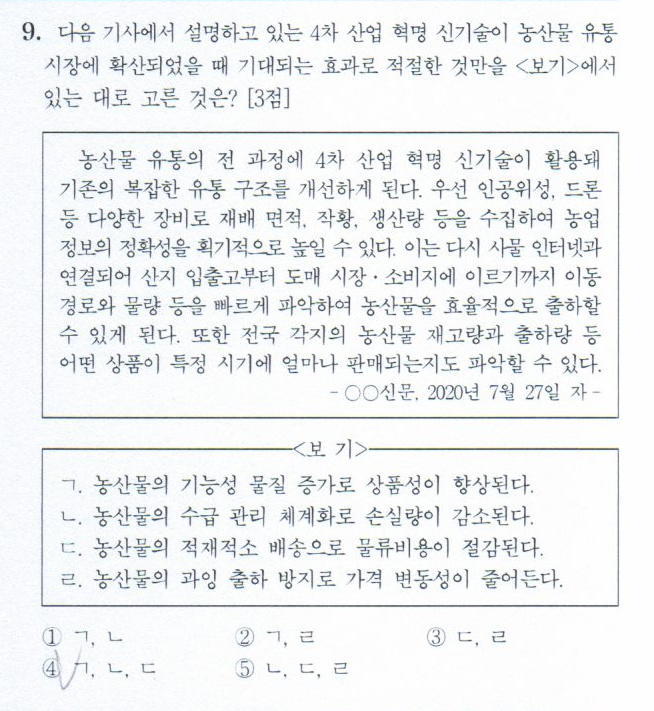 9. 다음 기사에서 설명하고 있는 4차 산업 혁명 신기술이 농산물 유통
시장에 확산되었을 때 기대되는 효과로 적절한 것만을 <보기>에서
있는 대로 고른 것은? [3점]
농산물 유통의 전 과정에 4차 산업 혁명 신기술이 활용돼
기존의 복잡한 유통 구조를 개선하게 된다. 우선 인공위성, 드론
등 다양한 장비로 재배 면적, 작황, 생산량 등을 수집하여 농업
정보의 정확성을 획기적으로 높일 수 있다. 이는 다시 사물 인터넷과
연결되어 산지 입출고부터 도매 시장·소비지에 이르기까지 이동
경로와 물량 등을 빠르게 파악하여 농산물을 효율적으로 출하할
수 있게 된다. 또한 전국 각지의 농산물 재고량과 출하량 등
어떤 상품이 특정 시기에 얼마나 판매되는지도 파악할 수 있다.
- ○○신문, 2020년 7월 27일 자 -
<보 기>
ㄱ. 농산물의 기능성 물질 증가로 상품성이 향상된다.
ㄴ. 농산물의 수급 관리 체계화로 손실량이 감소된다.
ㄷ. 농산물의 적재적소 배송으로 물류비용이 절감된다.
ㄹ. 농산물의 과잉 출하 방지로 가격 변동성이 줄어든다.
① ㄱ, ㄴ ② ㄱ, ㄹ ③ ㄷ, ㄹ
④ ㄱ, ㄴ, ㄷ ⑤ ㄴ, ㄷ, ㄹ